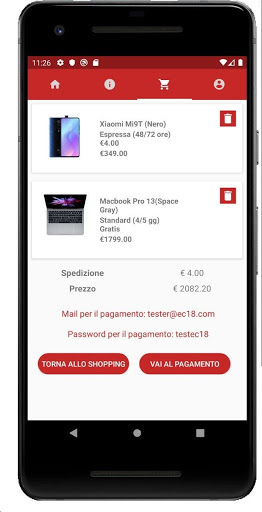 11:26
Xiaomi Mi9T (Nero)
Espressa (48/72 ore)
€4.00
€349.00
Macbook Pro 13(Space
Gray)
Standard (4/5 gg)
Gratis
€1799.00
Spedizione € 4.00
Prezzo € 2082.20
Mail per il pagamento: tester@ec18.com
Password per il pagamento: testec18
TORNA ALLO SHOPPING VAI AL PAGAMENTO